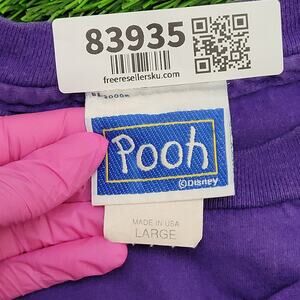 83935
freeresellersku.com
Pooh
©Disney
MADE IN USA
LARGE